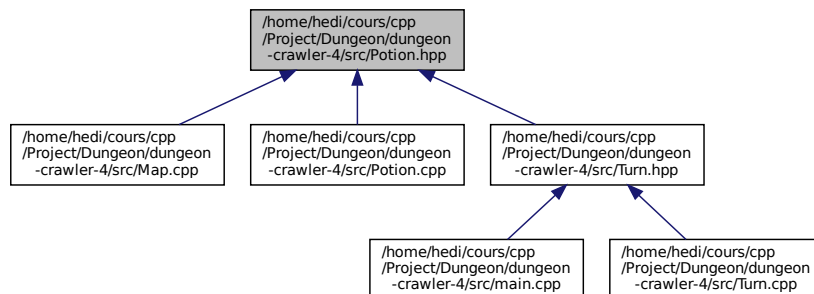 /home/hedi/cours/cpp
/Project/Dungeon/dungeon
-crawler-4/src/Potion.hpp
/home/hedi/cours/cpp
/Project/Dungeon/dungeon
-crawler-4/src/Map.cpp
/home/hedi/cours/cpp
/Project/Dungeon/dungeon
-crawler-4/src/Potion.cpp
/home/hedi/cours/cpp
/Project/Dungeon/dungeon
-crawler-4/src/Turn.hpp
/home/hedi/cours/cpp
/Project/Dungeon/dungeon
-crawler-4/src/main.cpp
/home/hedi/cours/cpp
/Project/Dungeon/dungeon
-crawler-4/src/Turn.cpp